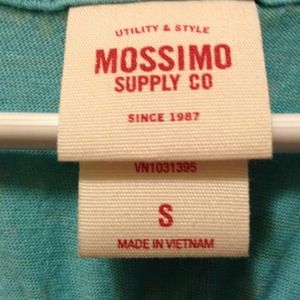 UTILITY & STYLE
MOSSIMO
SUPPLY CO
SINCE 1987
VN1031395
S
MADE IN VIETNAM